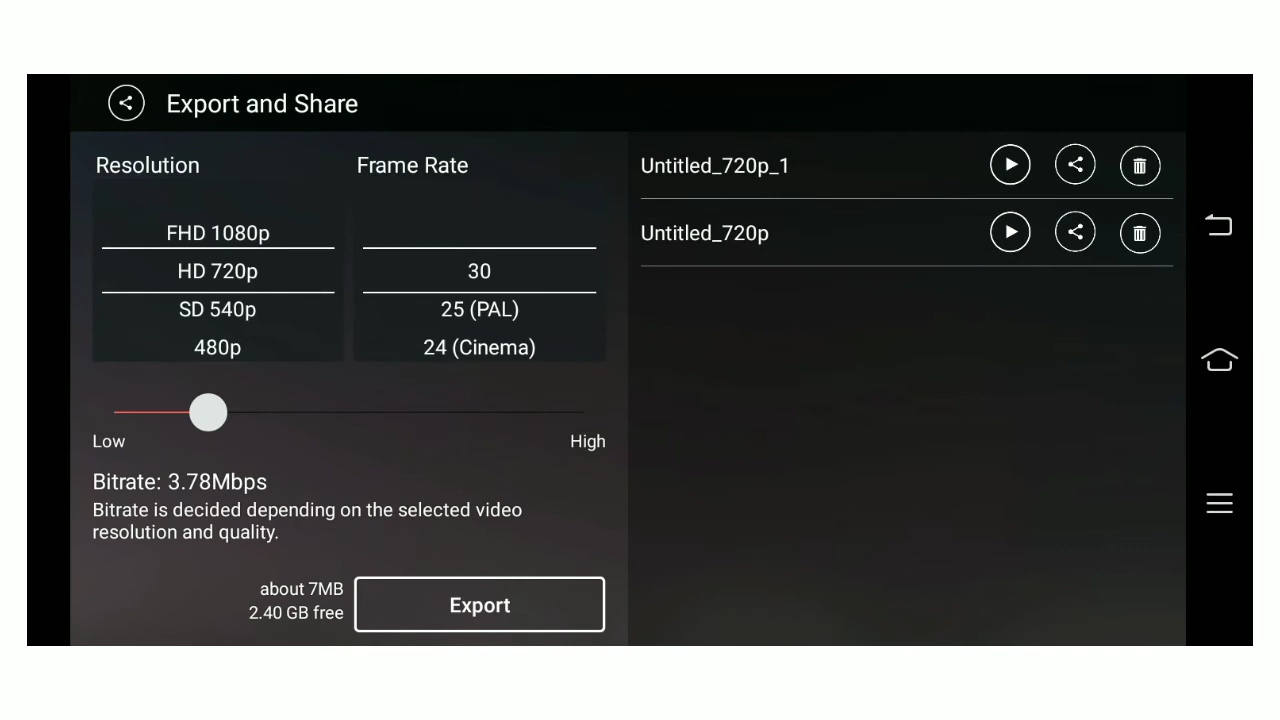 Export and Share
Resolution
Frame Rate
FHD 1080p
HD 720p
SD 540p
480p
30
25 (PAL)
24 (Cinema)
Low
High
Bitrate: 3.78Mbps
Bitrate is decided depending on the selected video
resolution and quality.
about 7MB
2.40 GB free
Export
Untitled_720p_1
Untitled_720p